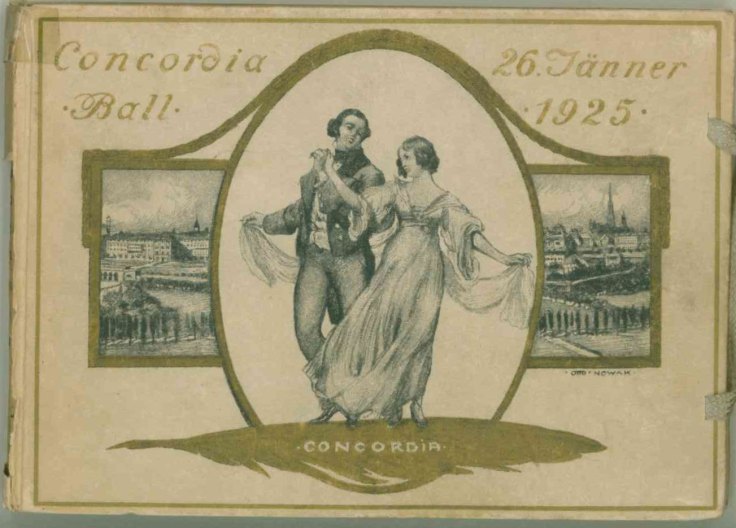 Concordia
·Ball·
26. Jänner
·1925·
·OTTO·NOWAK·
·CONCORDIA·